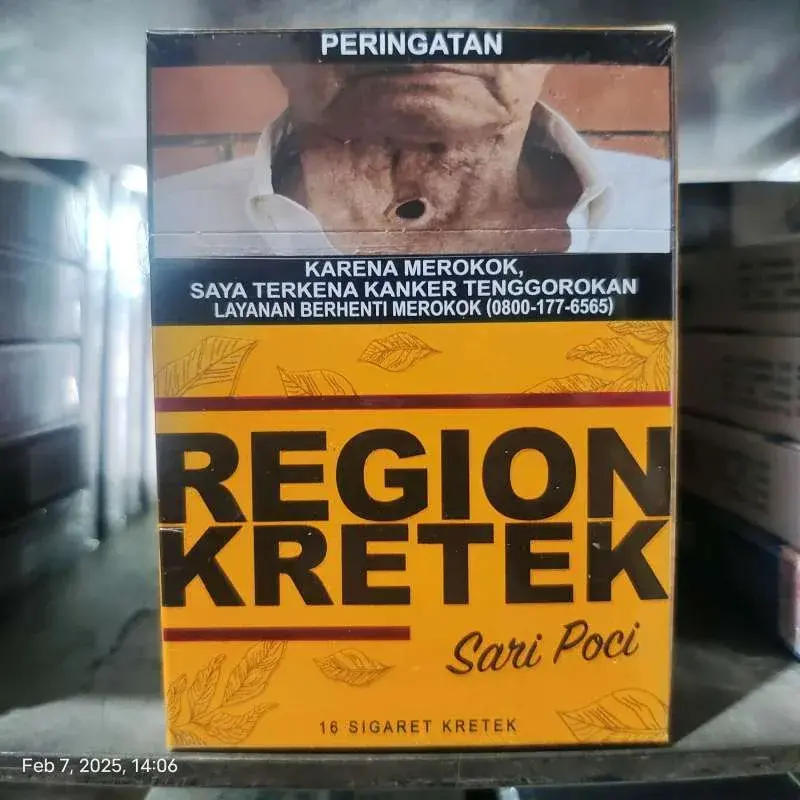 PERINGATAN
KARENA MEROKOK,
SAYA TERKENA KANKER TENGGOROKAN
LAYANAN BERHENTI MEROKOK (0800-177-6565)
REGION
KRETEK
Sari Poci
16 SIGARET KRETEK
Feb 7, 2025, 14:06